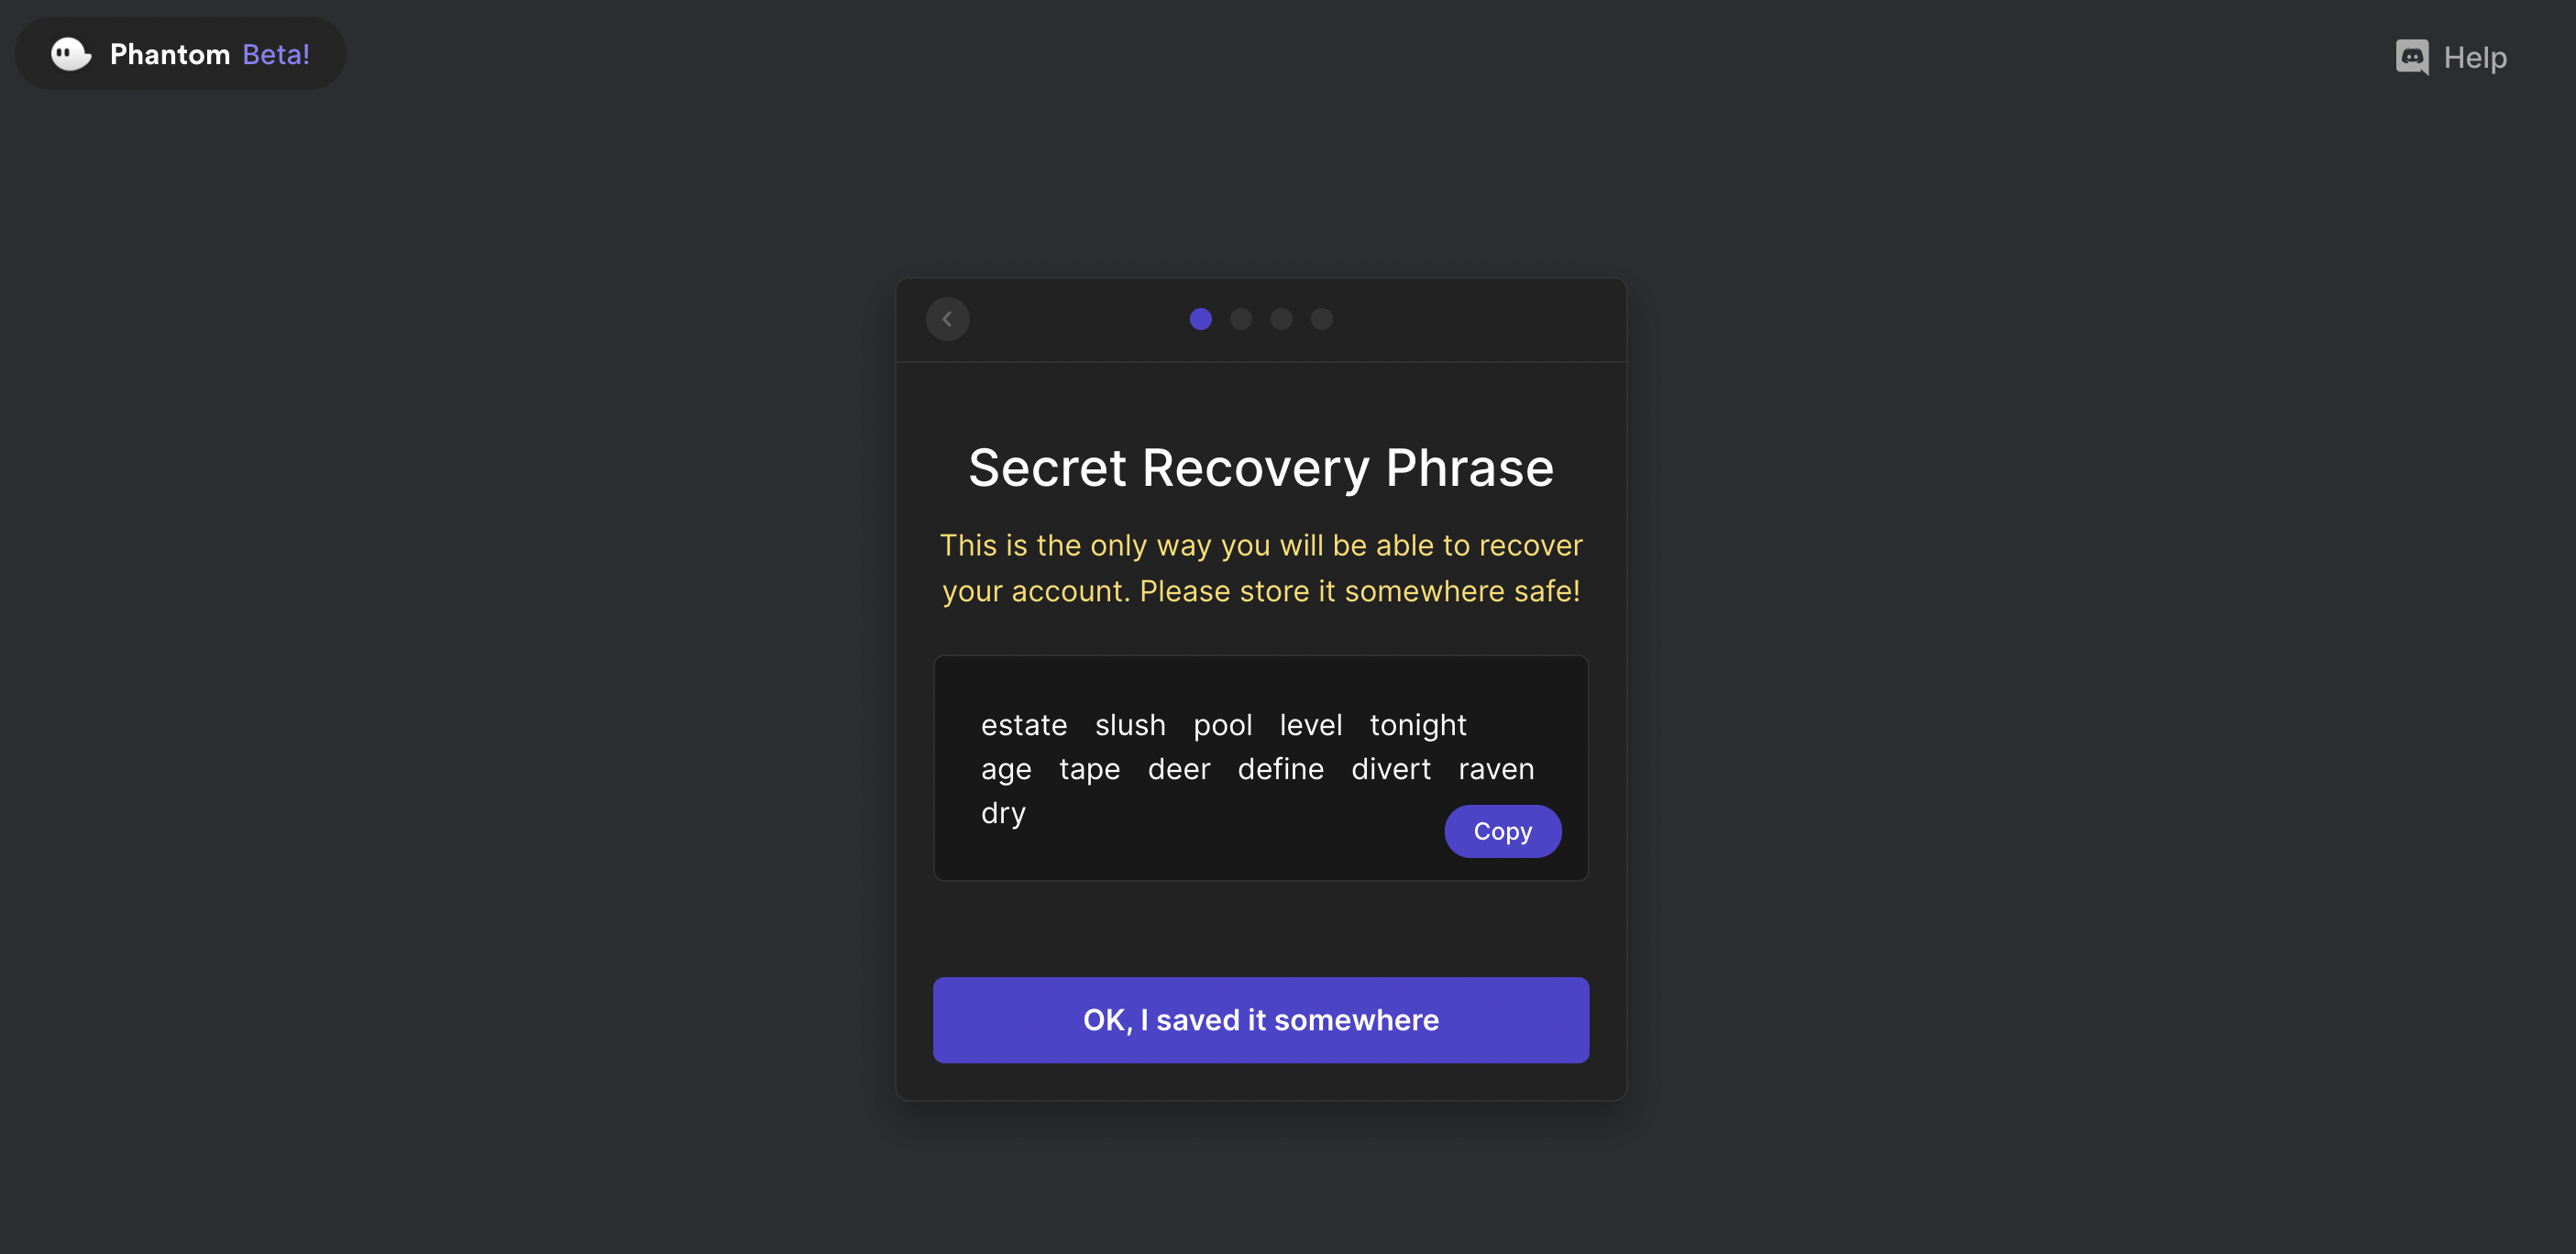 Phantom Beta!
Help
Secret Recovery Phrase
This is the only way you will be able to recover
your account. Please store it somewhere safe!
estate slush pool level tonight
age tape deer define divert raven
dry
Copy
OK, I saved it somewhere